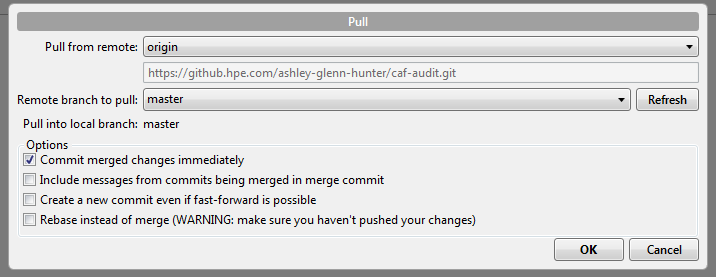 Pull
Pull from remote: origin
https://github.hpe.com/ashley-glenn-hunter/caf-audit.git
Remote branch to pull: master Refresh
Pull into local branch: master
Options
Commit merged changes immediately
Include messages from commits being merged in merge commit
Create a new commit even if fast-forward is possible
Rebase instead of merge (WARNING: make sure you haven't pushed your changes)
OK Cancel